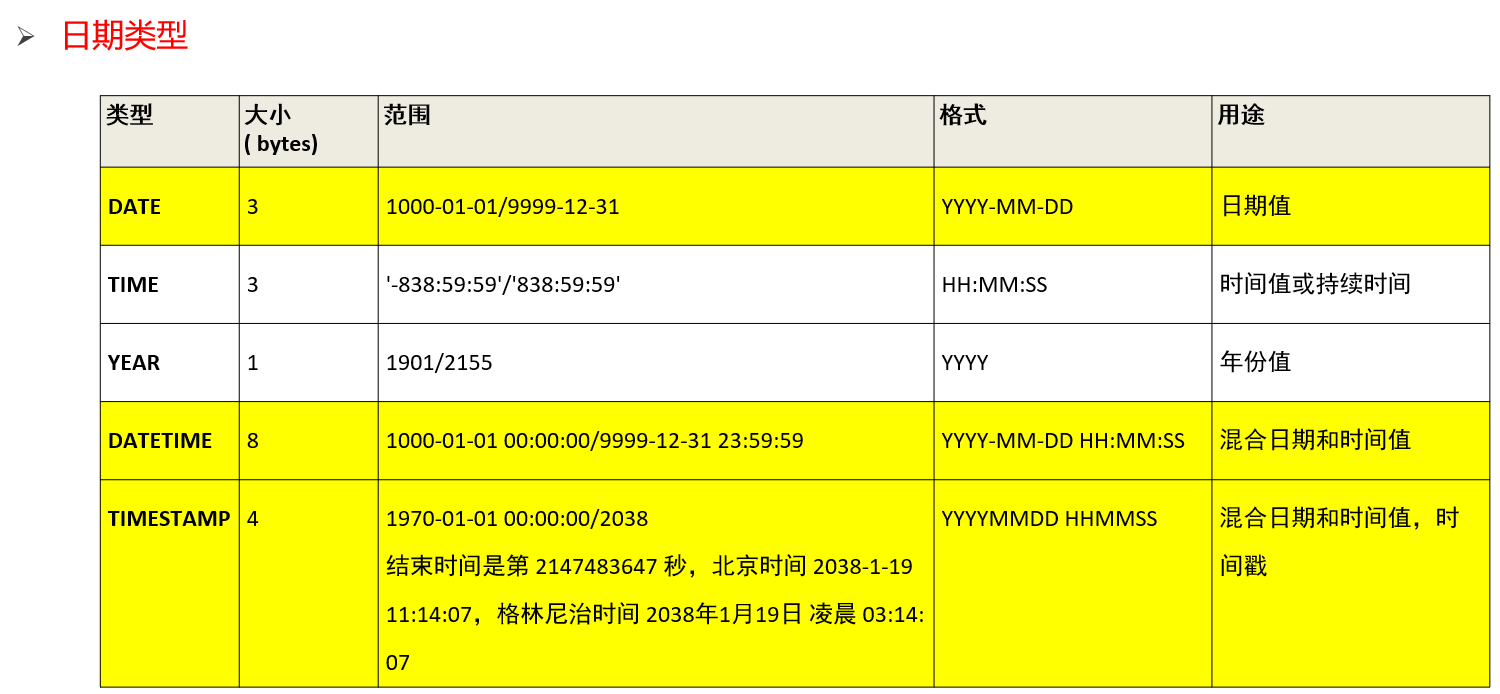 日期类型
类型 大小 范围 格式 用途
( bytes)
DATE 3 1000-01-01/9999-12-31 YYYY-MM-DD 日期值
TIME 3 '-838:59:59'/'838:59:59' HH:MM:SS 时间值或持续时间
YEAR 1 1901/2155 YYYY 年份值
DATETIME 8 1000-01-01 00:00:00/9999-12-31 23:59:59 YYYY-MM-DD HH:MM:SS 混合日期和时间值
TIMESTAMP 4 1970-01-01 00:00:00/2038 YYYYMMDD HHMMSS 混合日期和时间值，时
结束时间是第 2147483647 秒，北京时间 2038-1-19 间戳
11:14:07，格林尼治时间 2038年1月19日 凌晨 03:14:
07